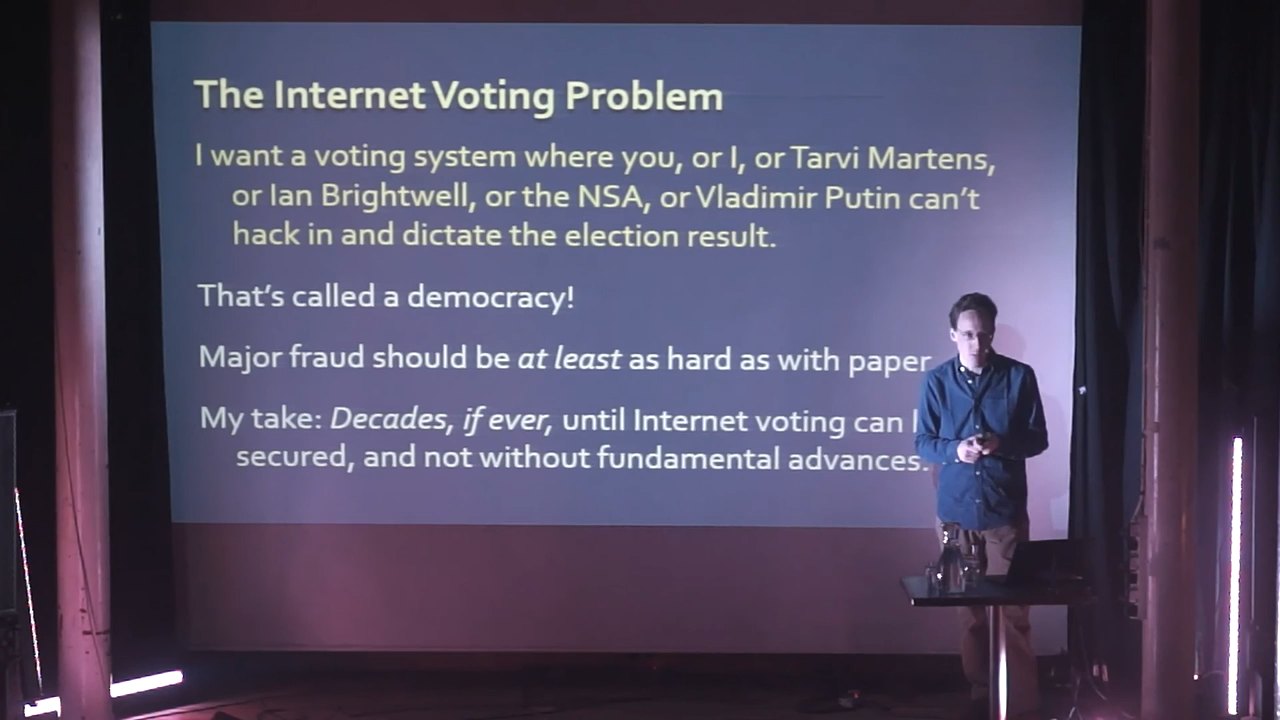 The Internet Voting Problem
I want a voting system where you, or I, or Tarvi Martens,
or Ian Brightwell, or the NSA, or Vladimir Putin can't
hack in and dictate the election result.
That's called a democracy!
Major fraud should be at least as hard as with paper
My take: Decades, if ever, until Internet voting can
secured, and not without fundamental advances.